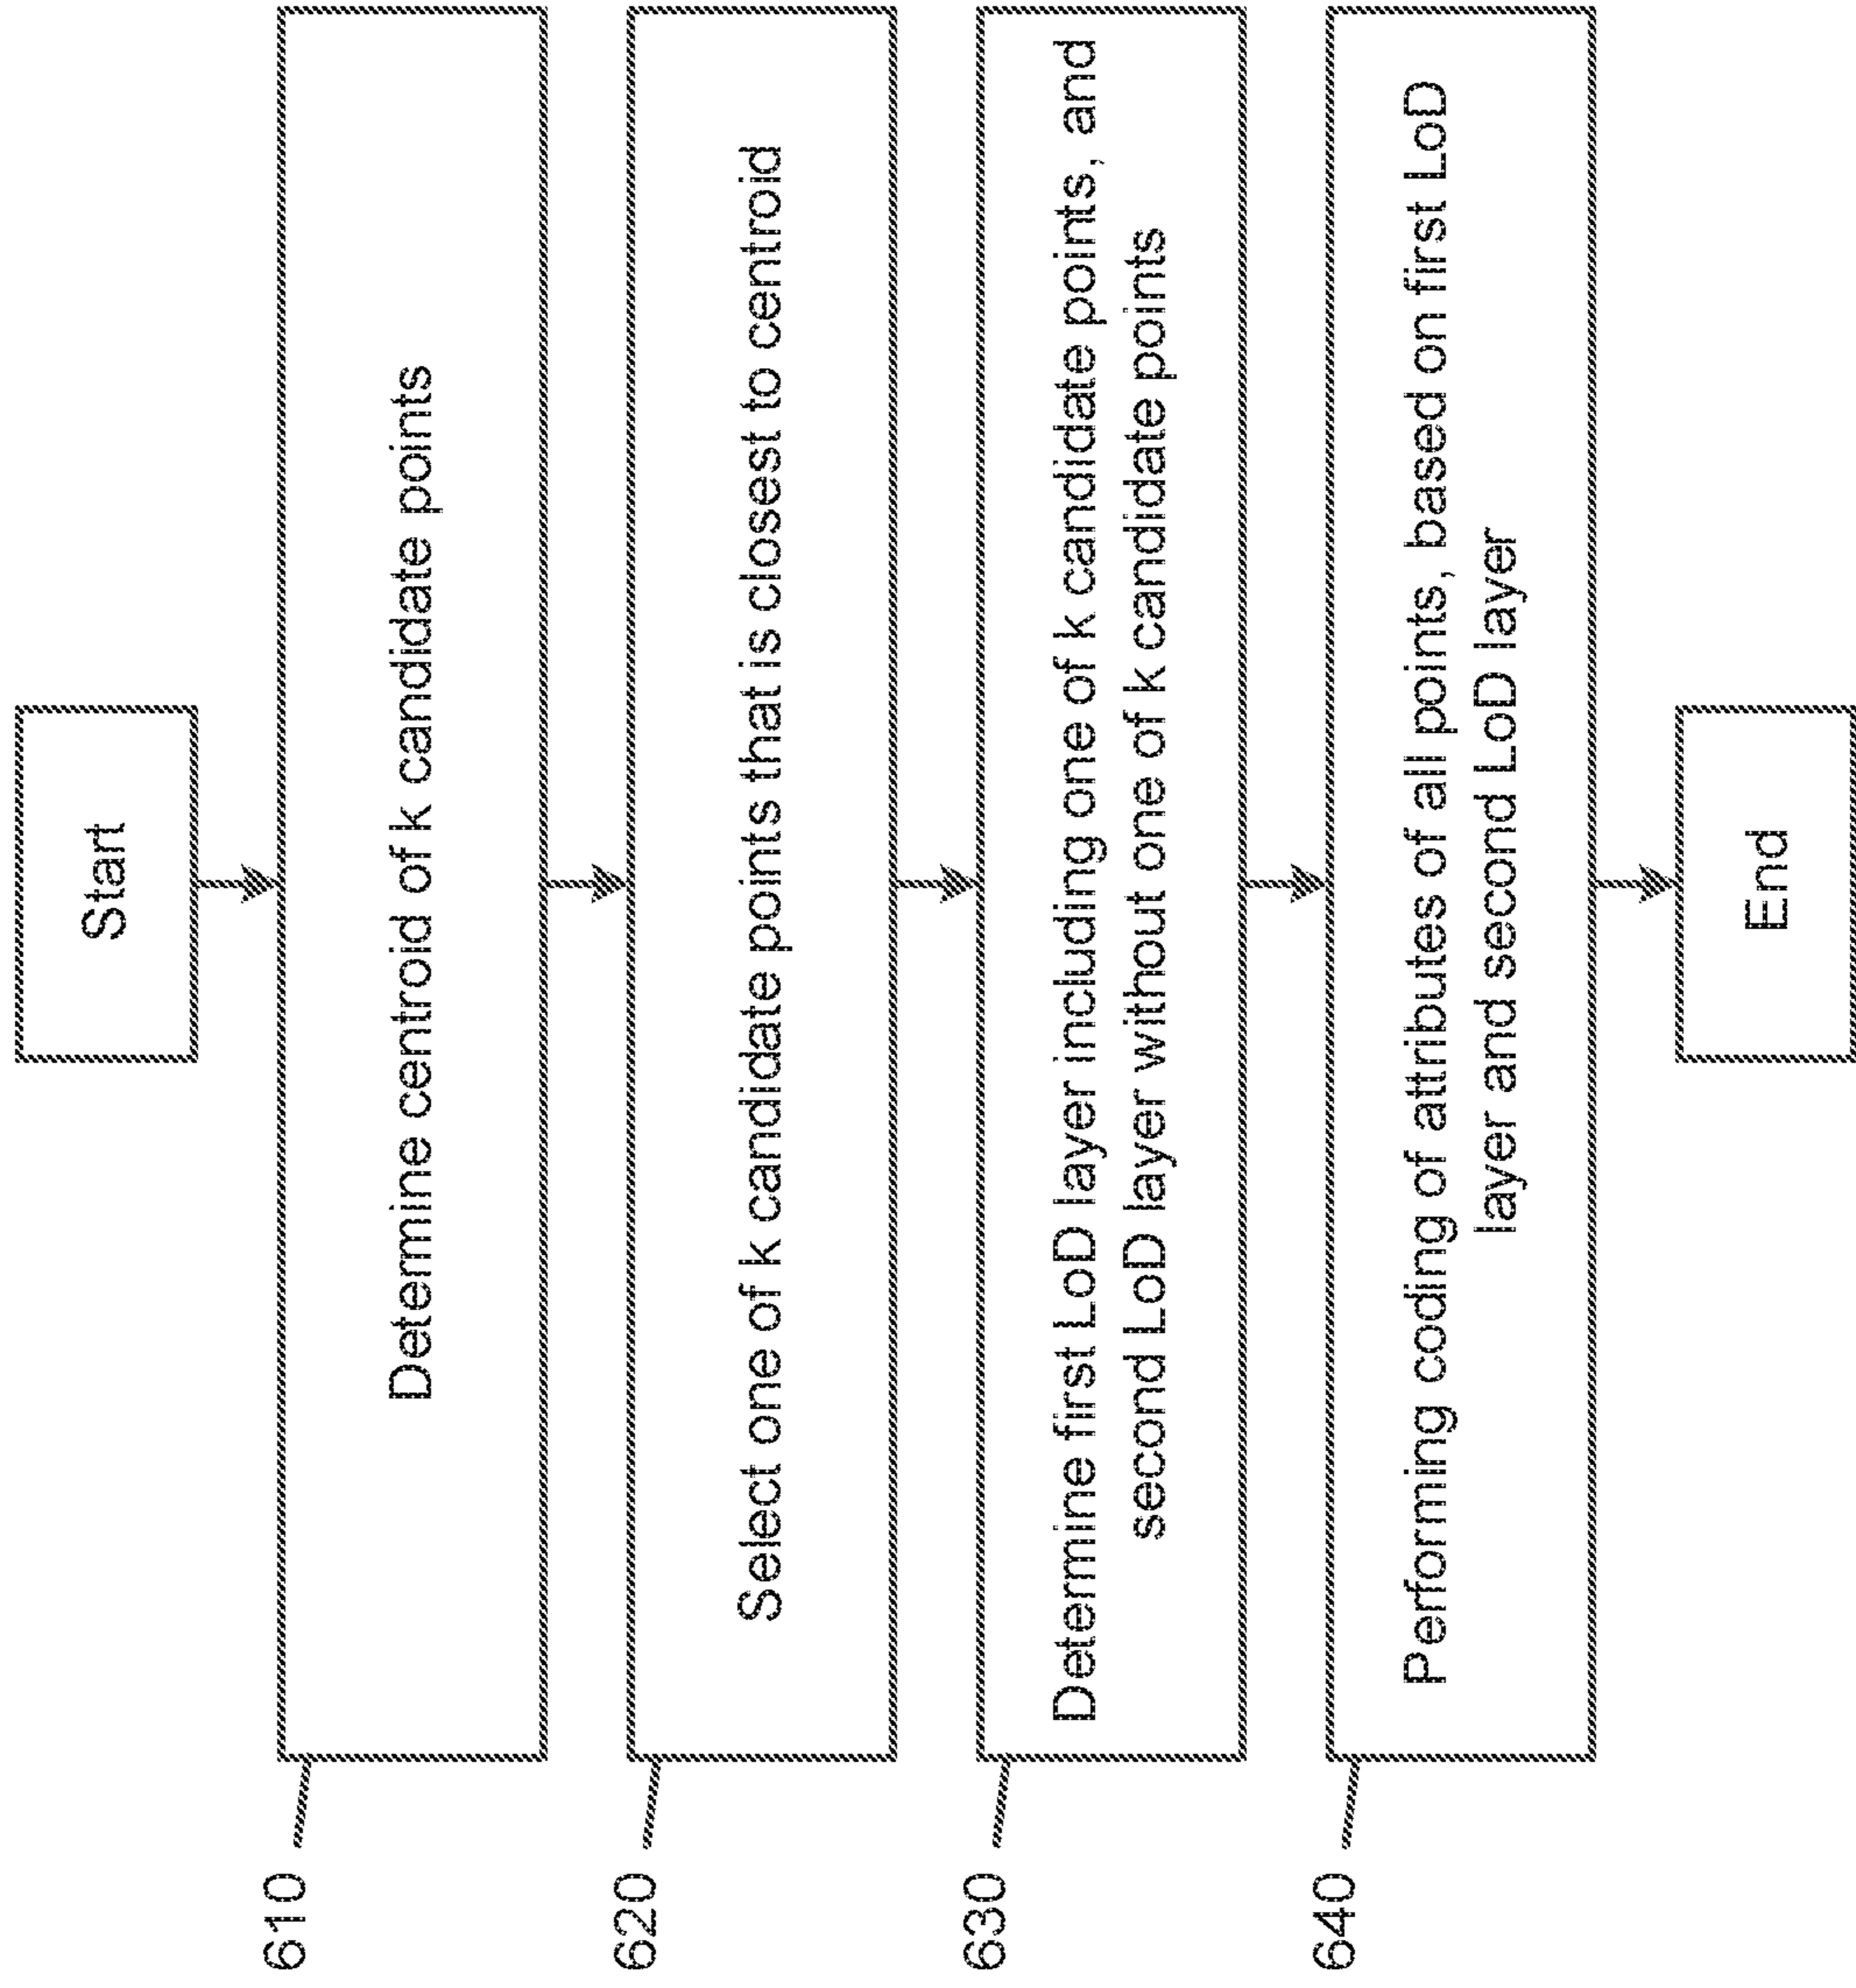 Start
610
Determine centroid of k candidate points
620
Select one of k candidate points that is closest to centroid
630
Determine first LoD layer including one of k candidate points, and
second LoD layer without one of k candidate points
640
Performing coding of attributes of all points, based on first LoD
layer and second LoD layer
End